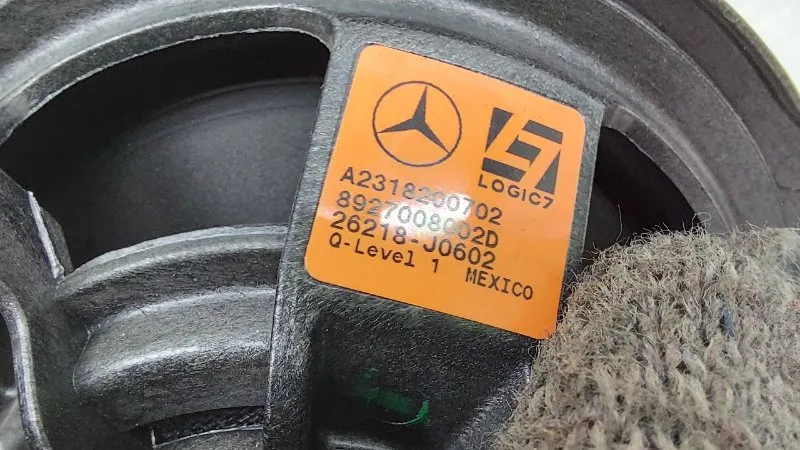 LOGIC7
A2318200702
8927008002D
26218-J0602
Q-Level 1 MEXICO